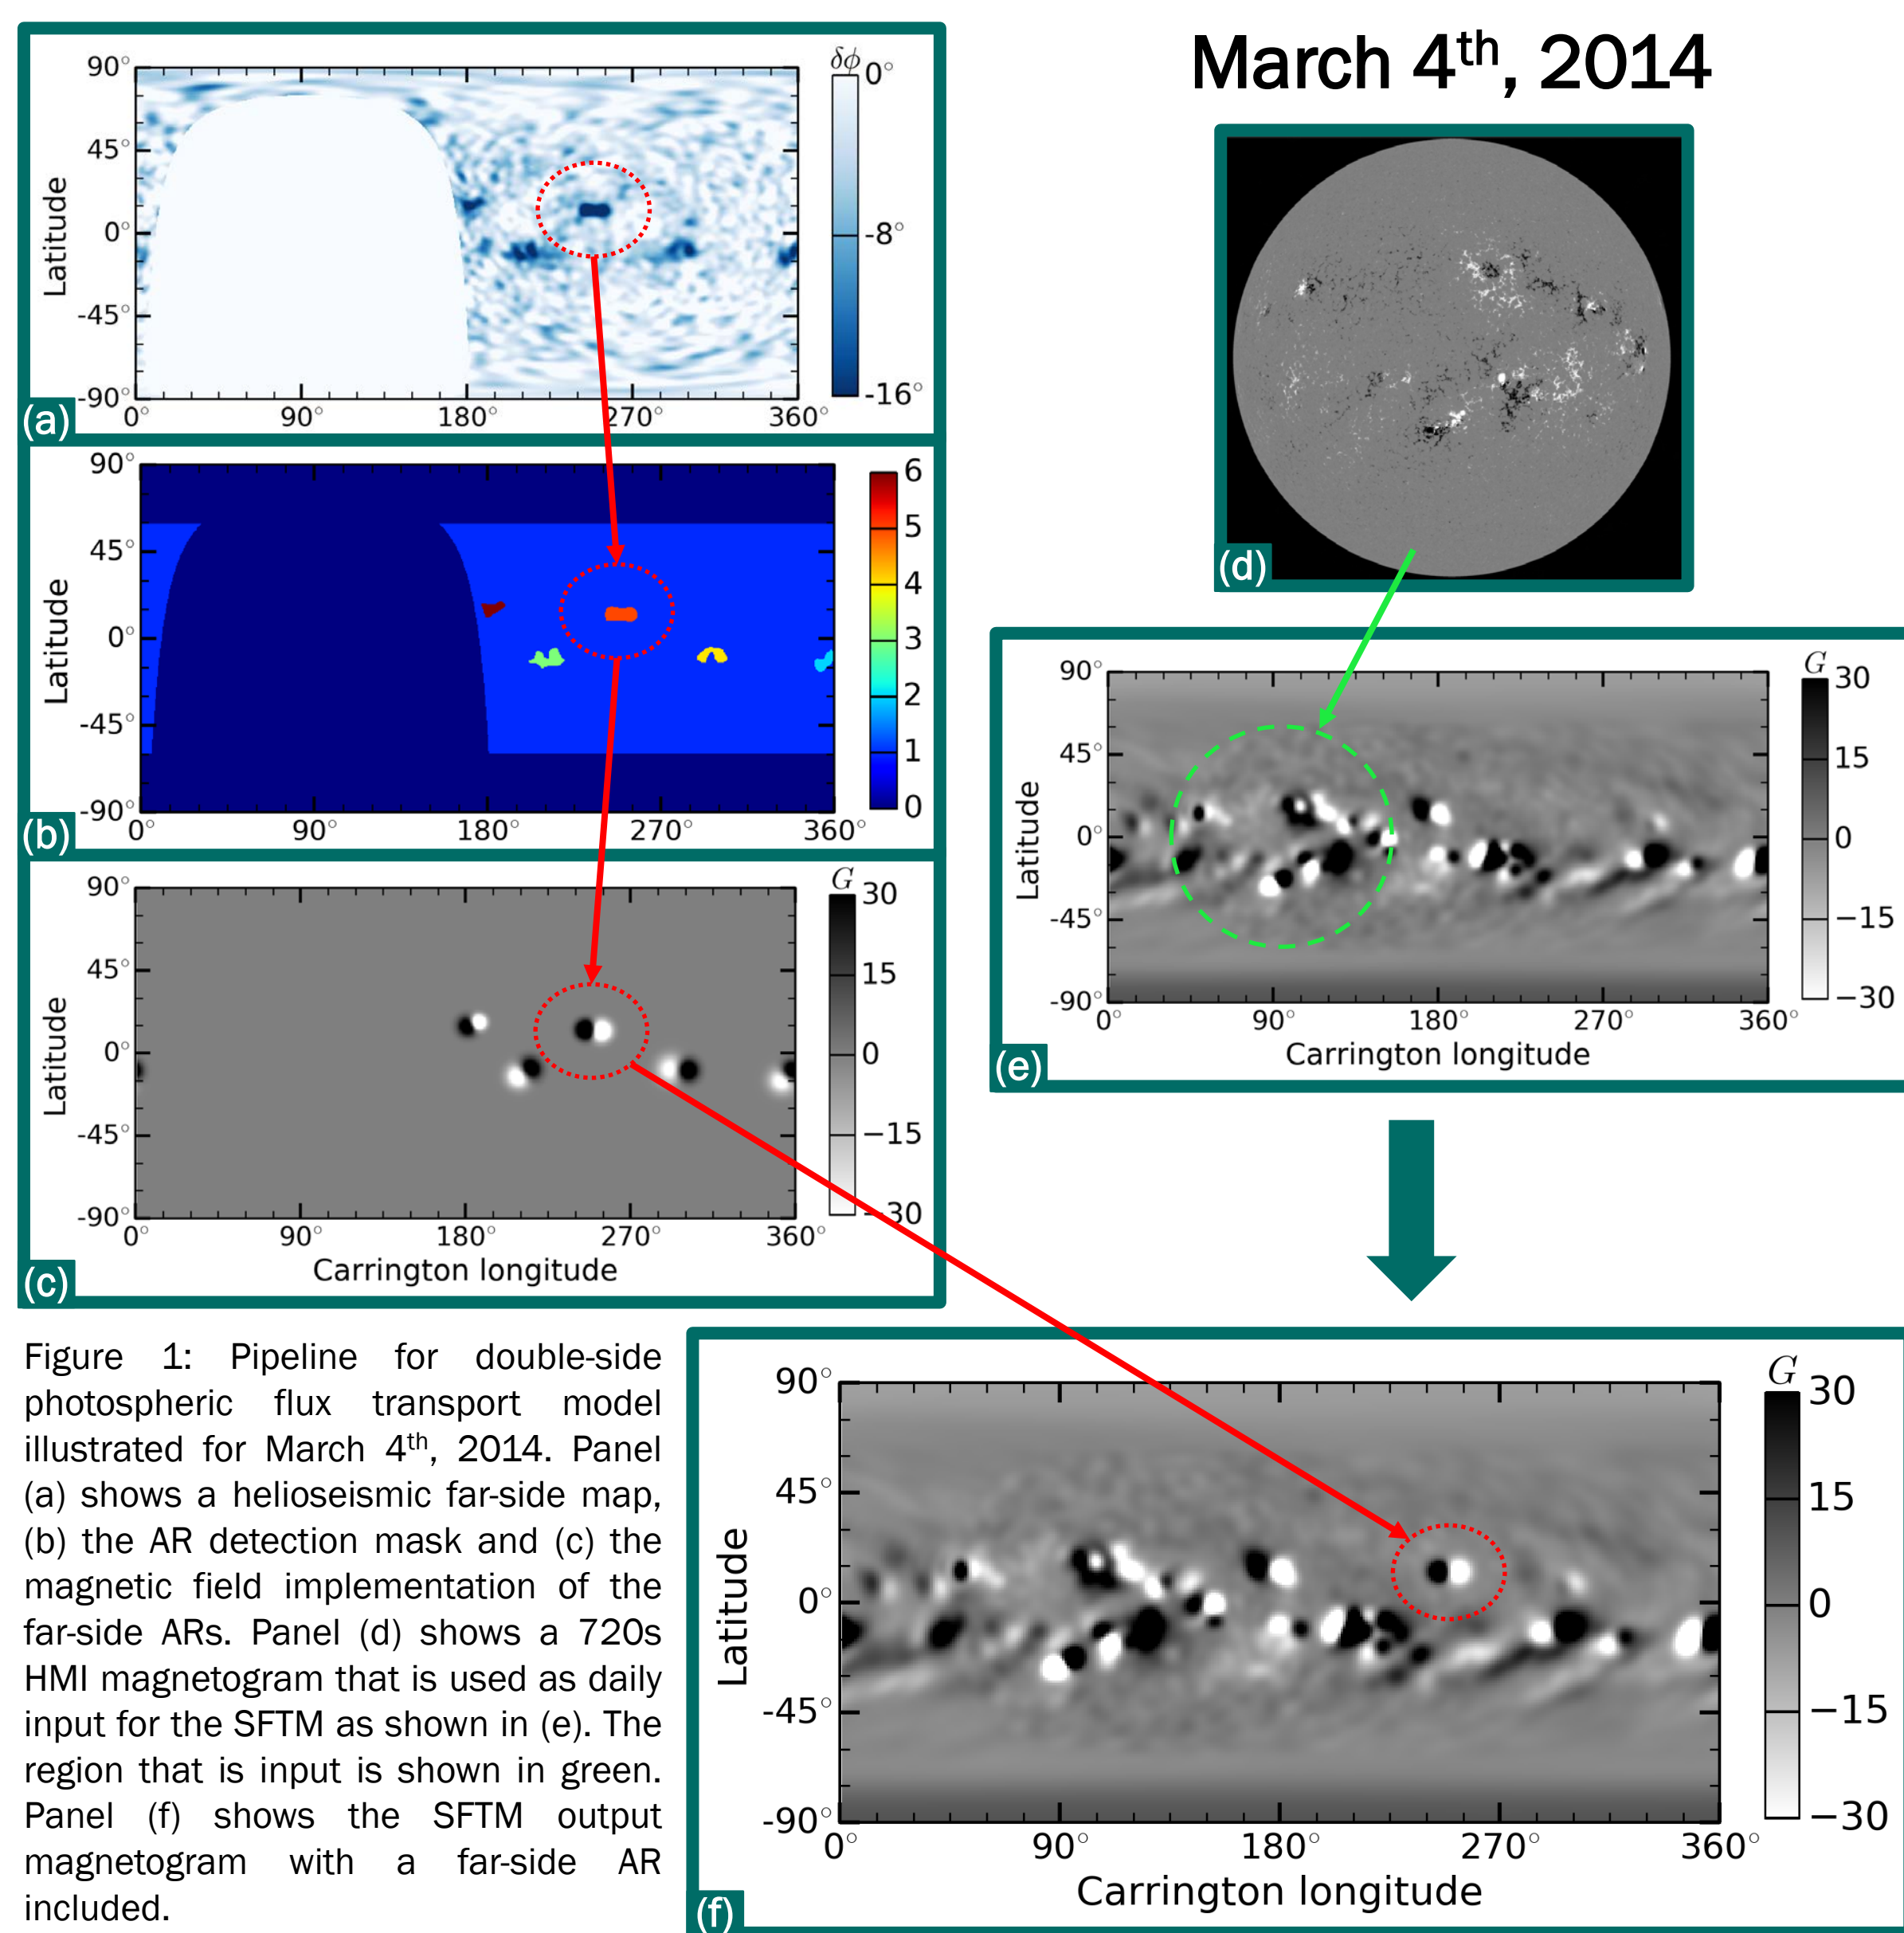 March 4th, 2014
δϕ
90°
45°
0°
-45°
-90°
Latitude
0°
-8°
-16°
0° 90° 180° 270° 360°
(a)
90°
45°
0°
-45°
-90°
Latitude
6
5
4
3
2
1
0
0° 90° 180° 270° 360°
(b)
G
90°
45°
0°
-45°
-90°
Latitude
30
15
0
−15
−30
0° 90° 180° 270° 360°
Carrington longitude
(c)
(d)
G
90°
45°
0°
-45°
-90°
Latitude
30
15
0
−15
−30
0° 90° 180° 270° 360°
Carrington longitude
(e)
Figure 1: Pipeline for double-side
photospheric flux transport model
illustrated for March 4th, 2014. Panel
(a) shows a helioseismic far-side map,
(b) the AR detection mask and (c) the
magnetic field implementation of the
far-side ARs. Panel (d) shows a 720s
HMI magnetogram that is used as daily
input for the SFTM as shown in (e). The
region that is input is shown in green.
Panel (f) shows the SFTM output
magnetogram with a far-side AR
included.
G
90°
45°
0°
-45°
-90°
Latitude
30
15
0
−15
−30
0° 90° 180° 270° 360°
Carrington longitude
(f)